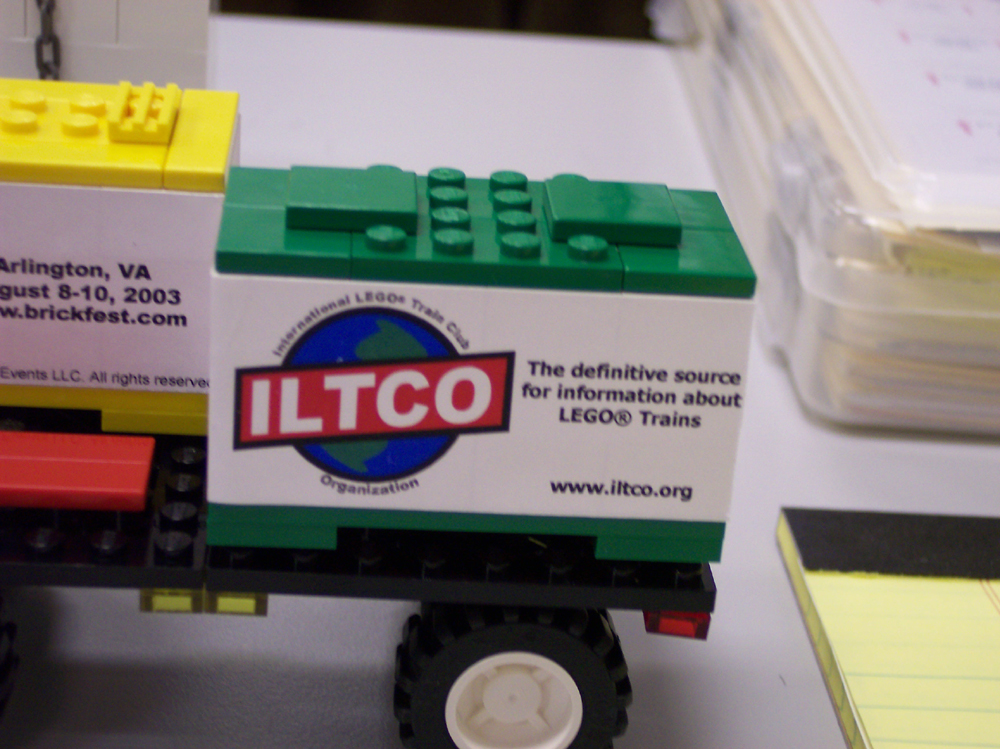 Arlington, VA
gust 8-10, 2003
w.brickfest.com
Events LLC. All rights reserve
International LEGO® Train Club
ILTCO
Organization
The definitive source
for information about
LEGO® Trains
www.iltco.org